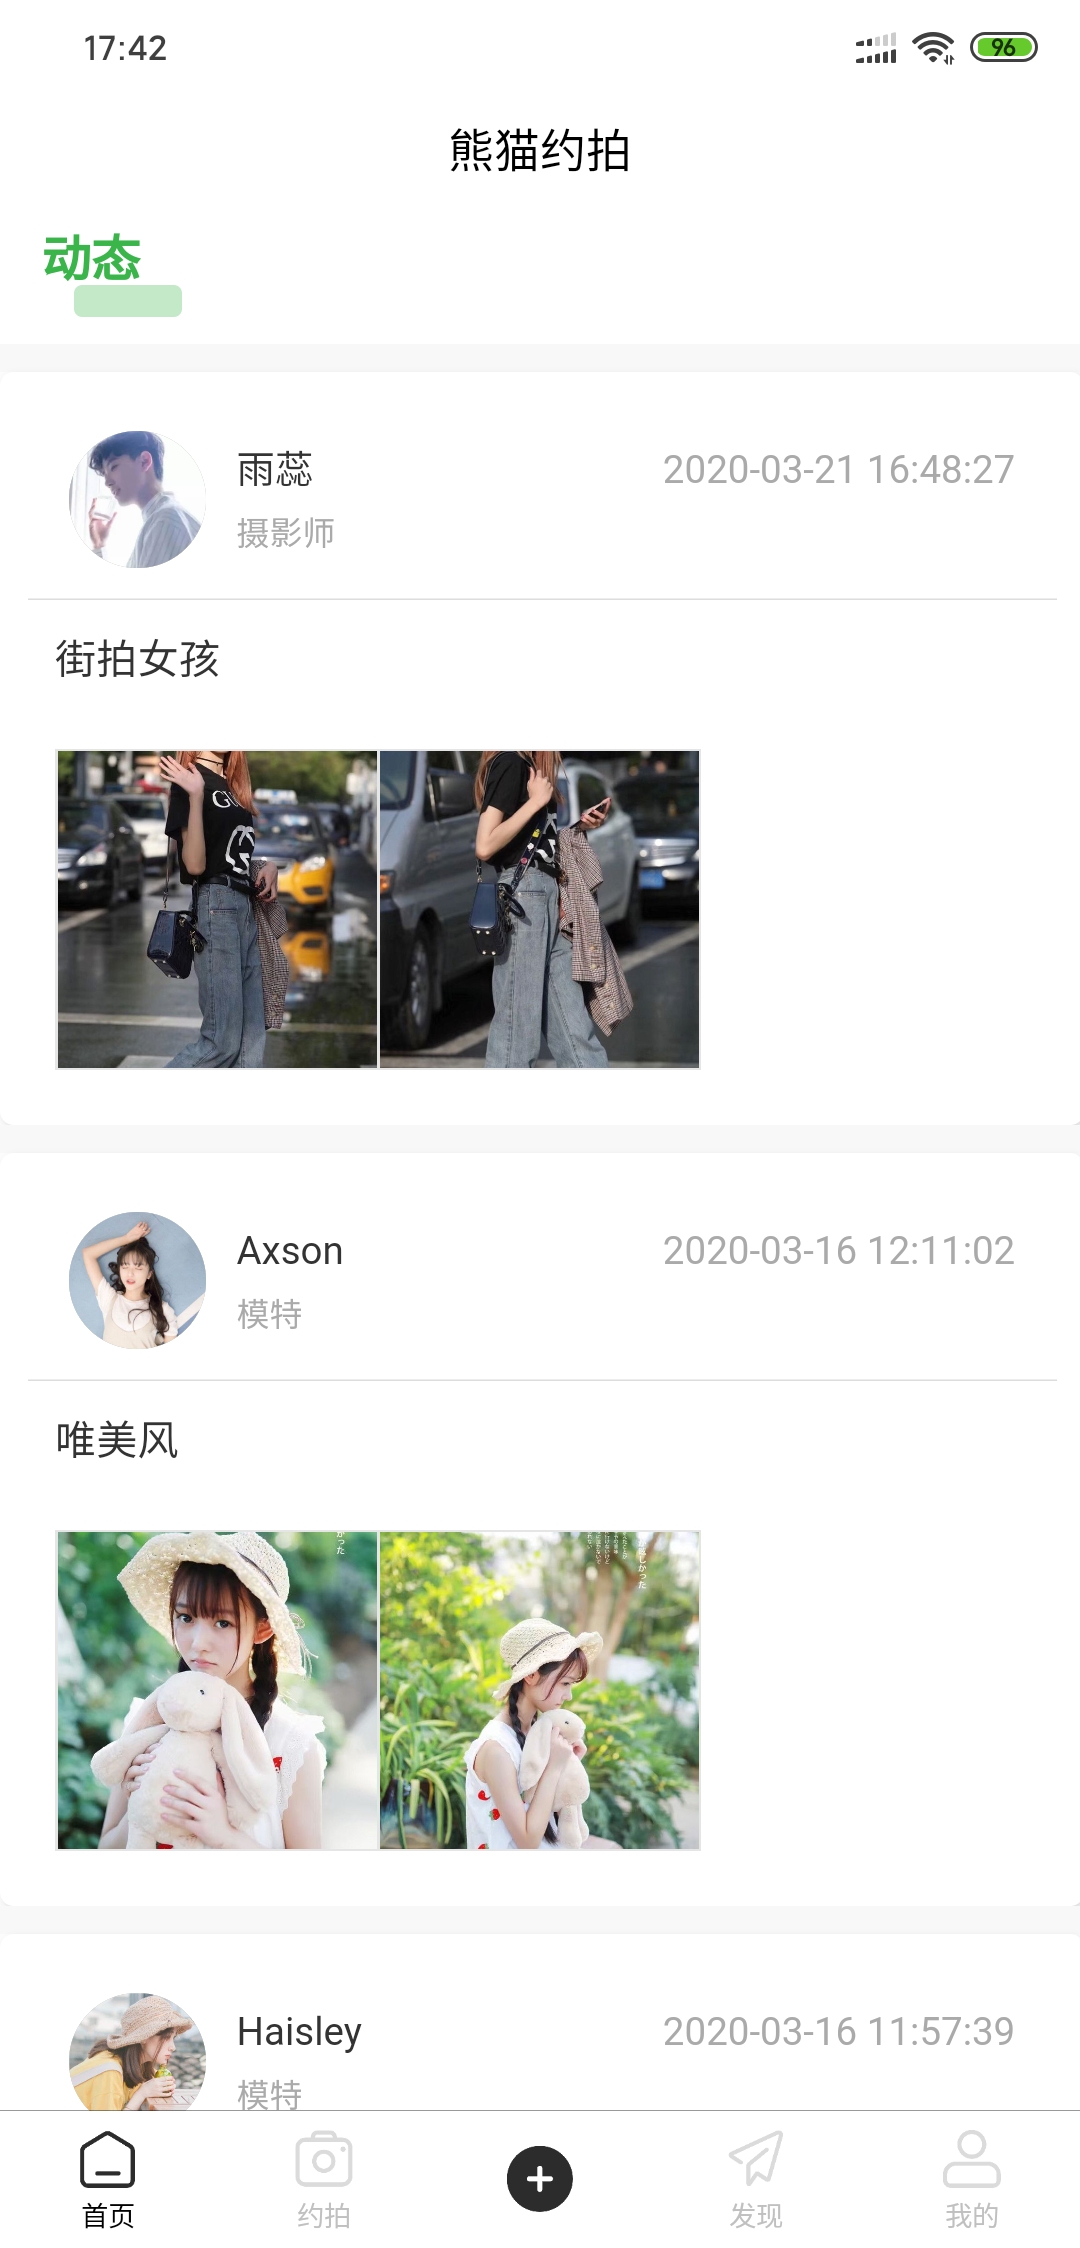 17:42
96
熊猫约拍
动态
雨蕊
2020-03-21 16:48:27
摄影师
街拍女孩
Axson
2020-03-16 12:11:02
模特
唯美风
Haisley
2020-03-16 11:57:39
模特
首页
约拍
发现
我的